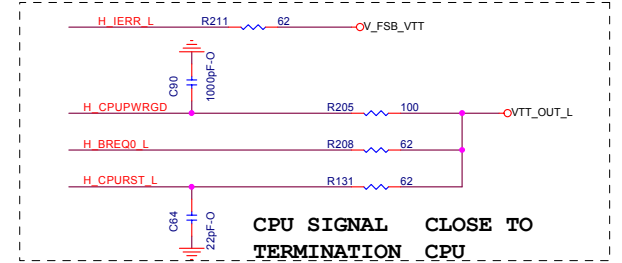 H_IERR_L R211 62 V_FSB_VTT
C90 1000pF-O
H_CPUPWRGD R205 100 VTT_OUT_L
H_BREQ0_L R208 62
H_CPURST_L R131 62
C64 22pF-O
CPU SIGNAL CLOSE TO
TERMINATION CPU